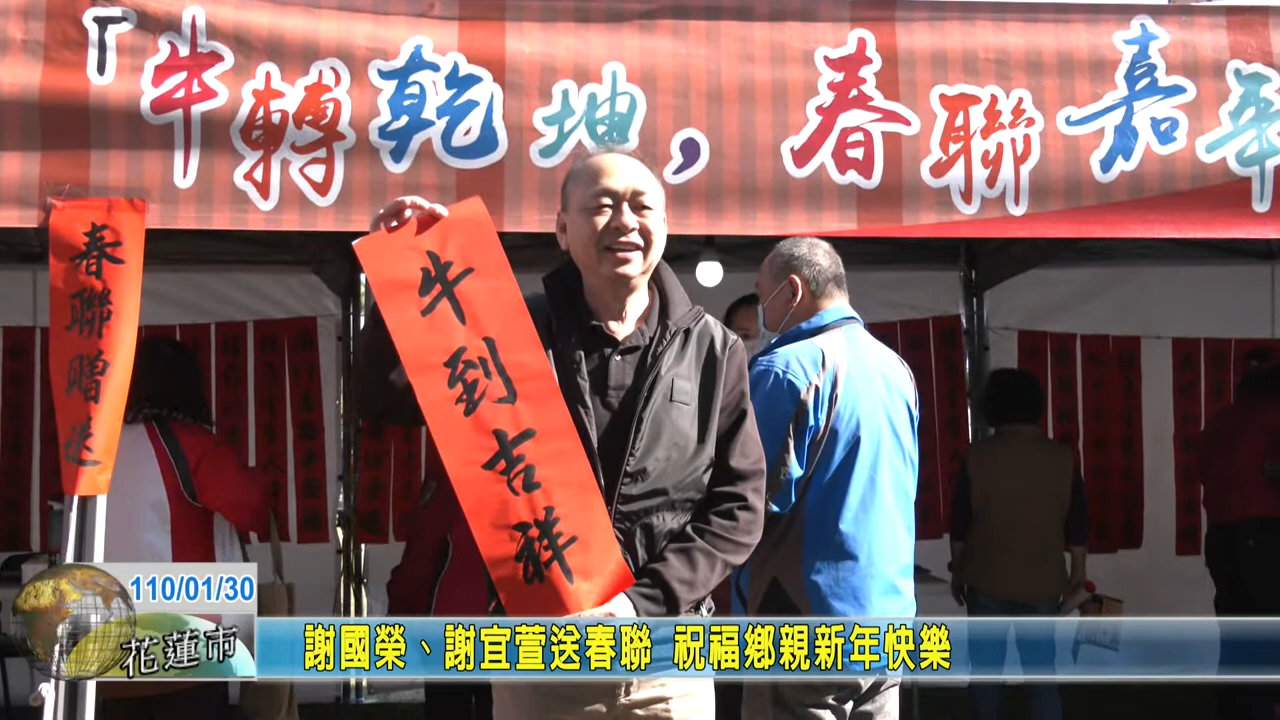 「牛轉乾坤,春聯嘉年
春聯贈送
牛到吉祥
110/01/30
花蓮市
謝國榮、謝宜萱送春聯 祝福鄉親新年快樂